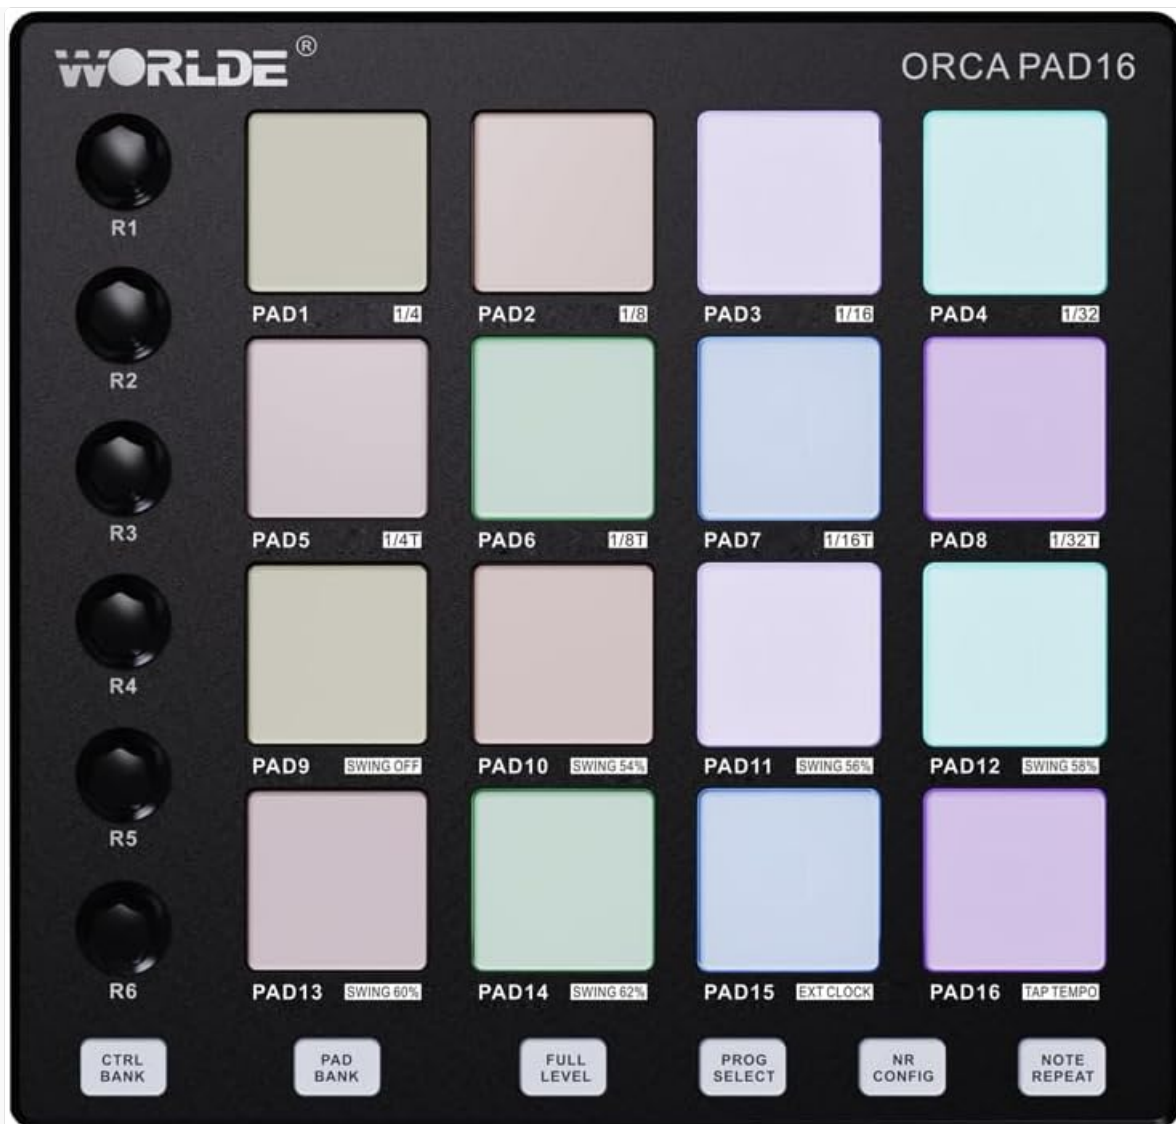 WORLDE®
ORCA PAD16
R1
R2
R3
R4
R5
R6
PAD1 1/4
PAD2 1/8
PAD3 1/16
PAD4 1/32
PAD5 1/4T
PAD6 1/8T
PAD7 1/16T
PAD8 1/32T
PAD9 SWING OFF
PAD10 SWING 54%
PAD11 SWING 56%
PAD12 SWING 58%
PAD13 SWING 60%
PAD14 SWING 62%
PAD15 EXT CLOCK
PAD16 TAP TEMPO
CTRL
BANK
PAD
BANK
FULL
LEVEL
PROG
SELECT
NR
CONFIG
NOTE
REPEAT